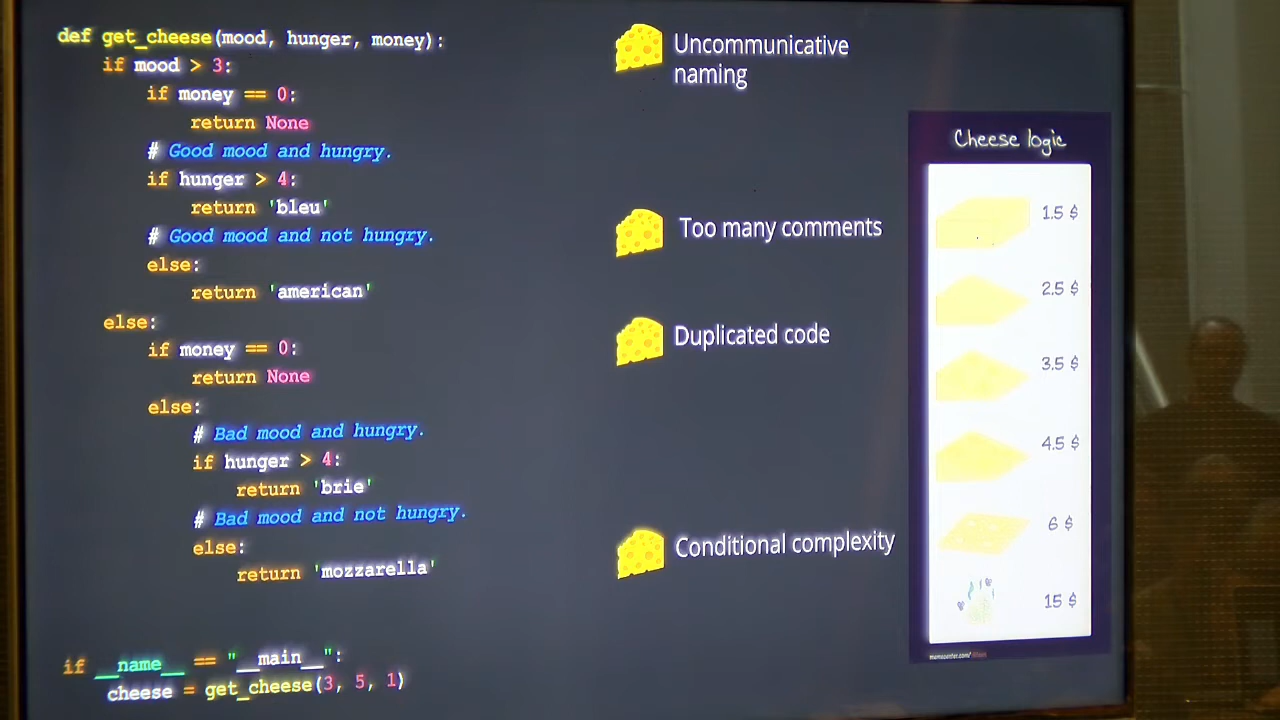 def get_cheese(mood, hunger, money):
    if mood > 3:
        if money == 0:
            return None
        # Good mood and hungry.
        if hunger > 4:
            return 'bleu'
        # Good mood and not hungry.
        else:
            return 'american'
    else:
        if money == 0:
            return None
        else:
            # Bad mood and hungry.
            if hunger > 4:
                return 'brie'
            # Bad mood and not hungry.
            else:
                return 'mozzarella'
if __name__ == "__main__":
    cheese = get_cheese(3, 5, 1)
Uncommunicative
naming
Too many comments
Duplicated code
Conditional complexity
Cheese logic
1.5 $
2.5 $
3.5 $
4.5 $
6 $
15 $